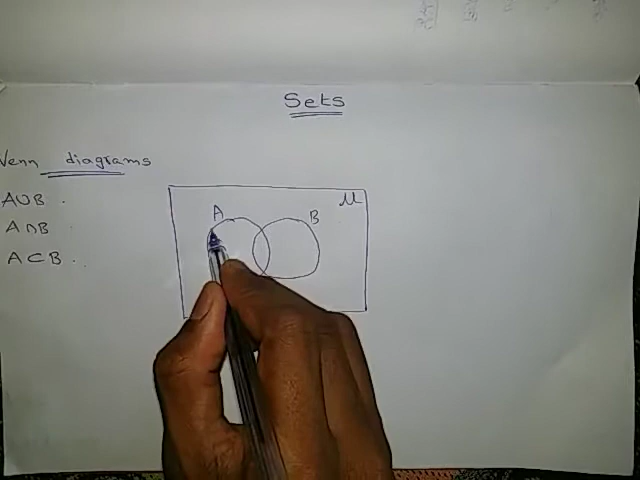 Sets
Venn diagrams
A∪B .
A∩B .
A⊂B . .
A
B
μ